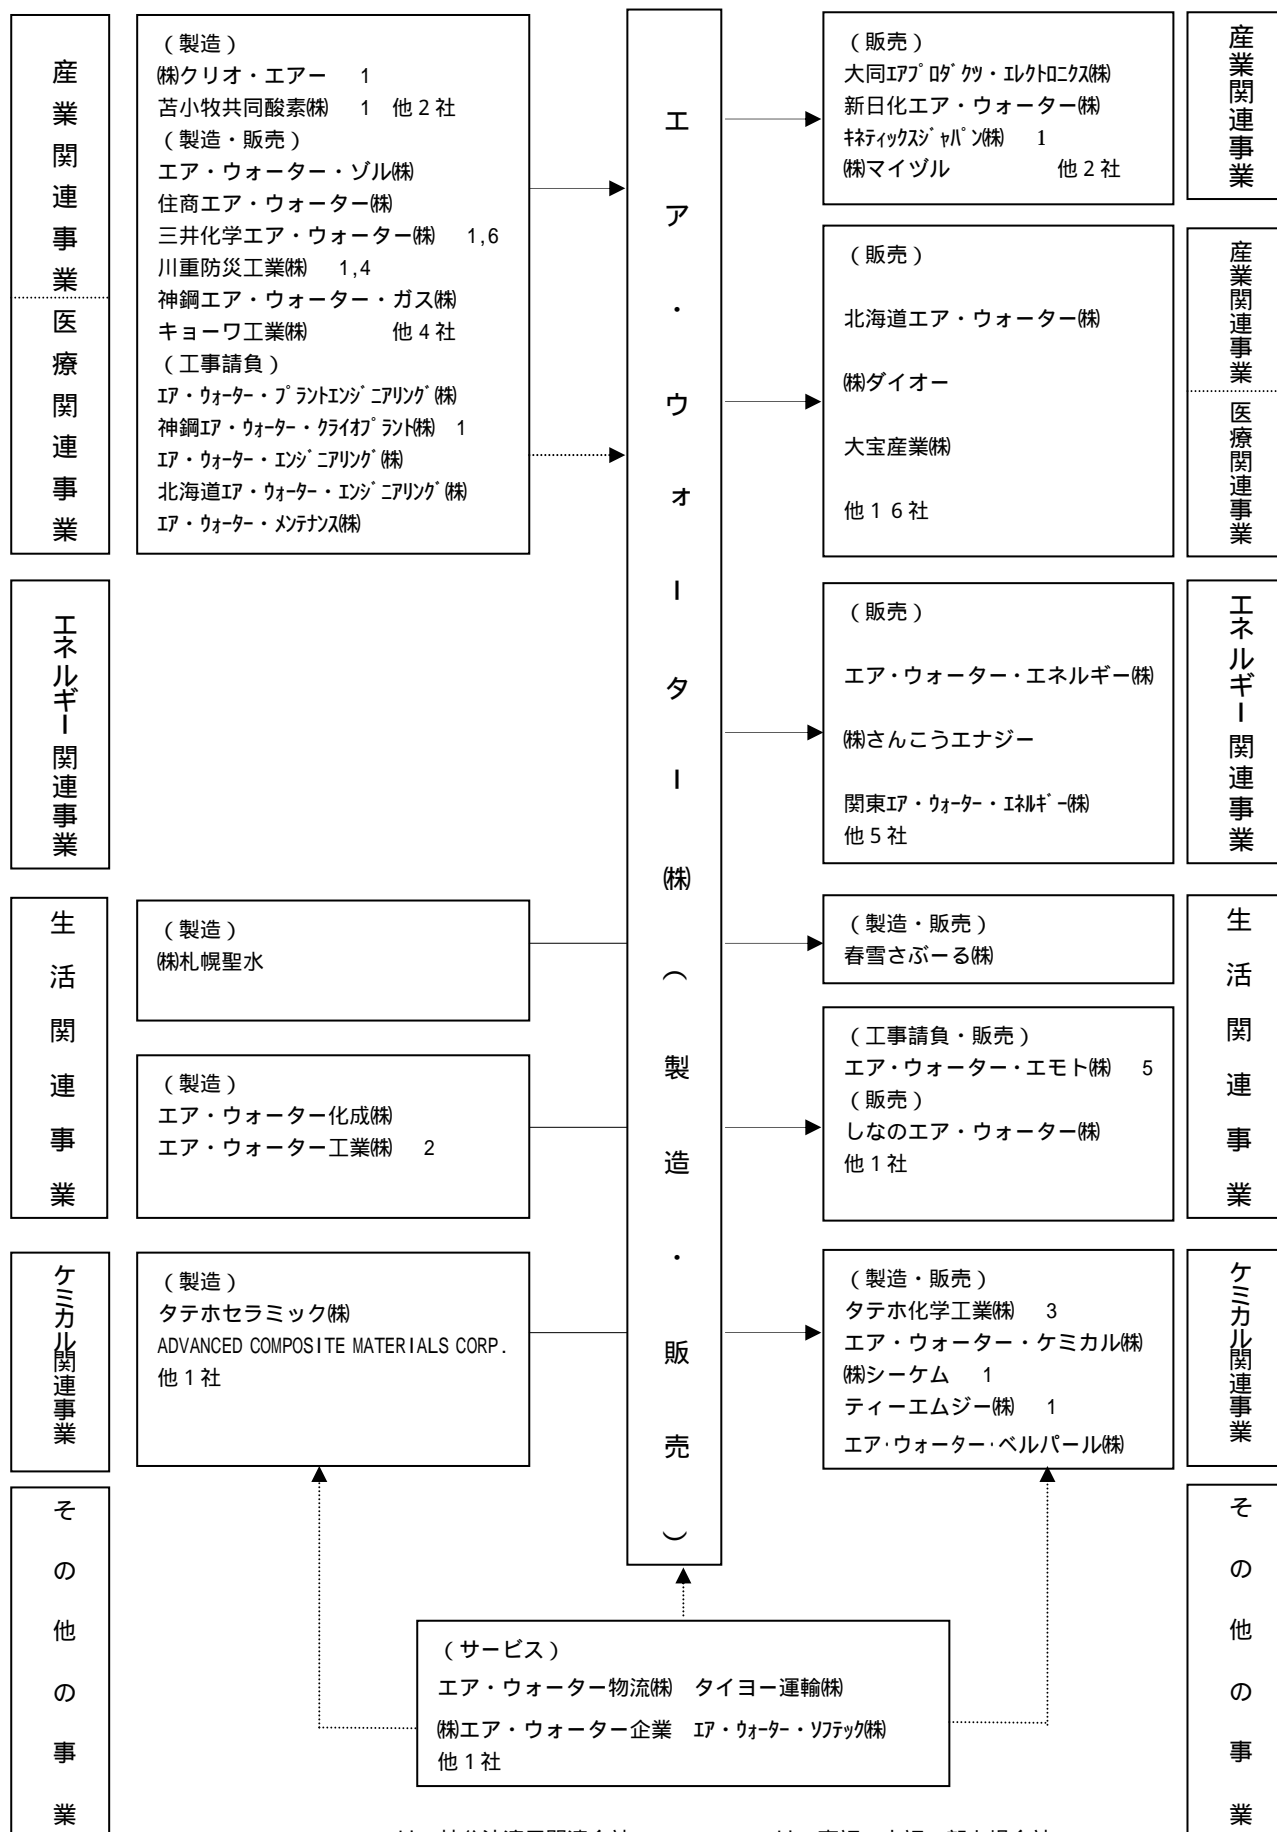 産業関連事業
医療関連事業
（製造）
㈱クリオ・エアー 1
苫小牧共同酸素㈱ 1 他２社
（製造・販売）
エア・ウォーター・ゾル㈱
住商エア・ウォーター㈱
三井化学エア・ウォーター㈱ 1,6
川重防災工業㈱ 1,4
神鋼エア・ウォーター・ガス㈱
キョーワ工業㈱ 他４社
（工事請負）
ｴｱ・ｳｫｰﾀｰ・ﾌﾟﾗﾝﾄｴﾝｼﾞﾆｱﾘﾝｸﾞ㈱
神鋼ｴｱ・ｳｫｰﾀｰ・ｸﾗｲｵﾌﾟﾗﾝﾄ㈱ 1
ｴｱ・ｳｫｰﾀｰ・ｴﾝｼﾞﾆｱﾘﾝｸﾞ㈱
北海道ｴｱ・ｳｫｰﾀｰ・ｴﾝｼﾞﾆｱﾘﾝｸﾞ㈱
ｴｱ・ｳｫｰﾀｰ・ﾒﾝﾃﾅﾝｽ㈱
エネルギー関連事業
生活関連事業
（製造）
㈱札幌聖水
（製造）
エア・ウォーター化成㈱
エア・ウォーター工業㈱ 2
ケミカル関連事業
（製造）
タテホセラミック㈱
ADVANCED COMPOSITE MATERIALS CORP.
他１社
その他の事業
エア・ウォーター㈱（製造・販売）
（販売）
大同ｴｱﾌﾟﾛﾀﾞｸﾂ・ｴﾚｸﾄﾛﾆｸｽ㈱
新日化エア・ウォーター㈱
ｷﾈﾃｨｯｸｽｼﾞｬﾊﾟﾝ㈱ 1
㈱マイヅル 他２社
産業関連事業
（販売）
北海道エア・ウォーター㈱
㈱ダイオー
大宝産業㈱
他１６社
産業関連事業
医療関連事業
（販売）
エア・ウォーター・エネルギー㈱
㈱さんこうエナジー
関東ｴｱ・ｳｫｰﾀｰ・ｴﾈﾙｷﾞｰ㈱
他５社
エネルギー関連事業
（製造・販売）
春雪さぶーる㈱
（工事請負・販売）
エア・ウォーター・エモト㈱ 5
（販売）
しなのエア・ウォーター㈱
他１社
生活関連事業
（製造・販売）
タテホ化学工業㈱ 3
エア・ウォーター・ケミカル㈱
㈱シーケム 1
ティーエムジー㈱ 1
エア・ウォーター・ベルパール㈱
ケミカル関連事業
その他の事業
（サービス）
エア・ウォーター物流㈱ タイヨー運輸㈱
㈱エア・ウォーター企業 ｴｱ・ｳｫｰﾀｰ・ｿﾌﾃｯｸ㈱
他１社